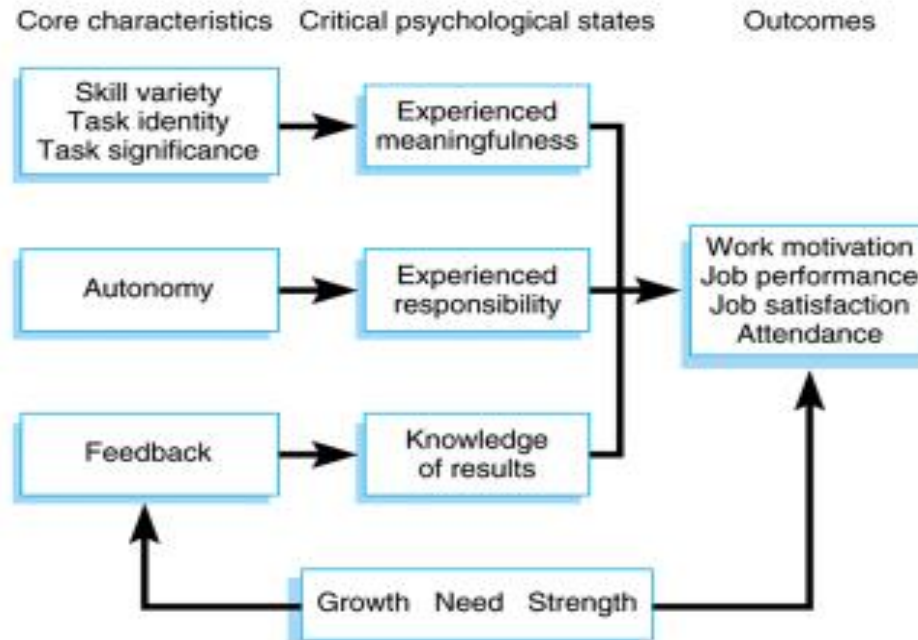 Core characteristics
Critical psychological states
Outcomes
Skill variety
Task identity
Task significance
Experienced
meaningfulness
Autonomy
Experienced
responsibility
Work motivation
Job performance
Job satisfaction
Attendance
Feedback
Knowledge
of results
Growth Need Strength